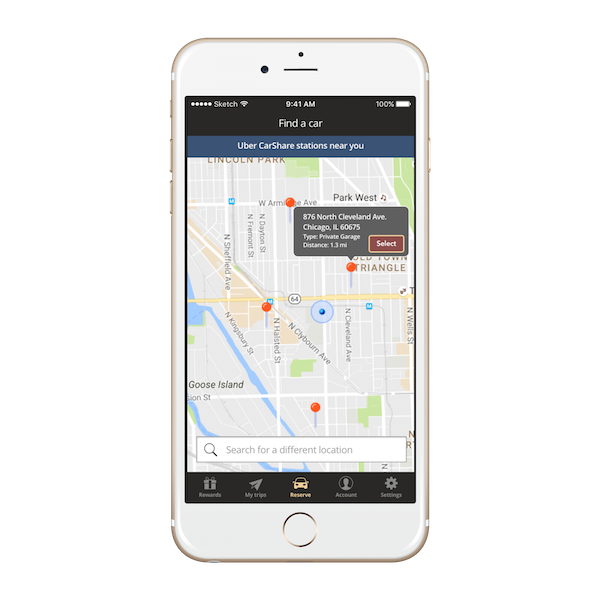 Sketch 9:41 AM 100%
Find a car
Uber CarShare stations near you
LINCOLN PARK
Park West
W Armitage Ave
876 North Cleveland Ave.
Chicago, IL 60675
Type: Private Garage
Distance: 1.3 mi
Select
N Fremont St
N Dayton St
N Sheffield Ave
OLD TOWN
TRIANGLE
64
N Kingsbury St
N Halsted St
N Clybourn Ave
N Cleveland Ave
N Wells St
Goose Island
ion St
Search for a different location
Rewards My trips Reserve Account Settings